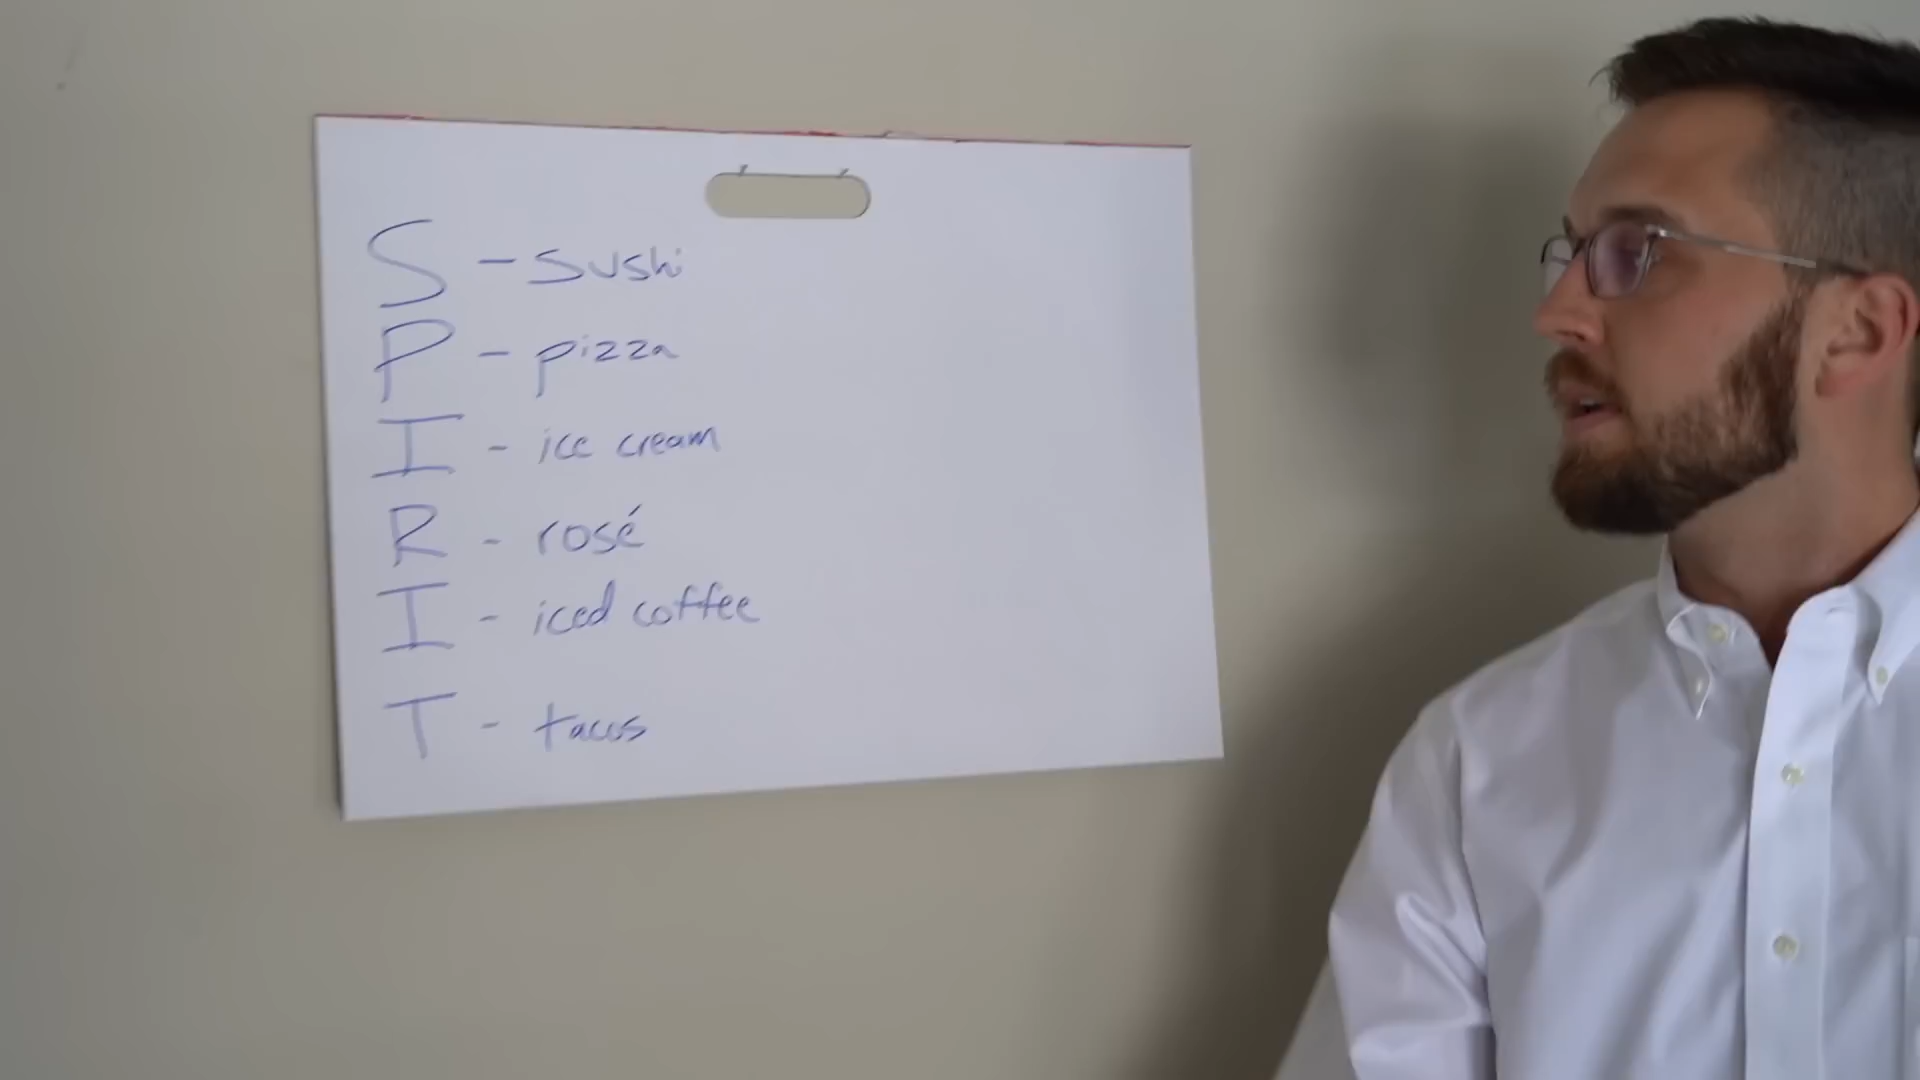 S - sushi
P - pizza
I - ice cream
R - rosé
I - iced coffee
T - tacos